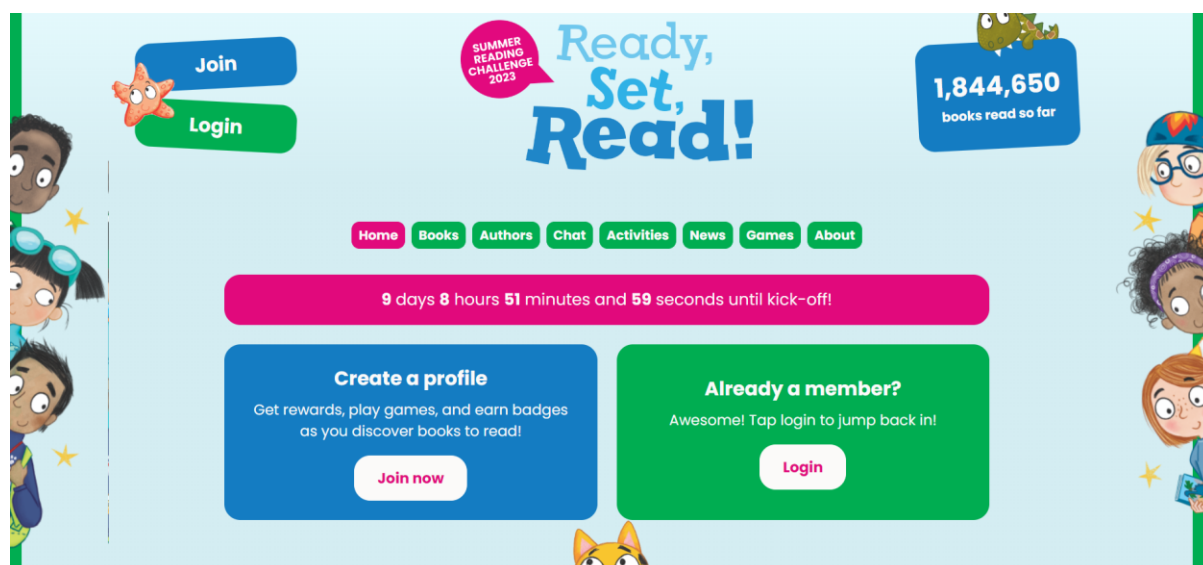 Join
Login
SUMMER
READING
CHALLENGE
2023
Ready,
Set,
Read!
1,844,650
books read so far
Home Books Authors Chat Activities News Games About
9 days 8 hours 51 minutes and 59 seconds until kick-off!
Create a profile
Get rewards, play games, and earn badges
as you discover books to read!
Join now
Already a member?
Awesome! Tap login to jump back in!
Login